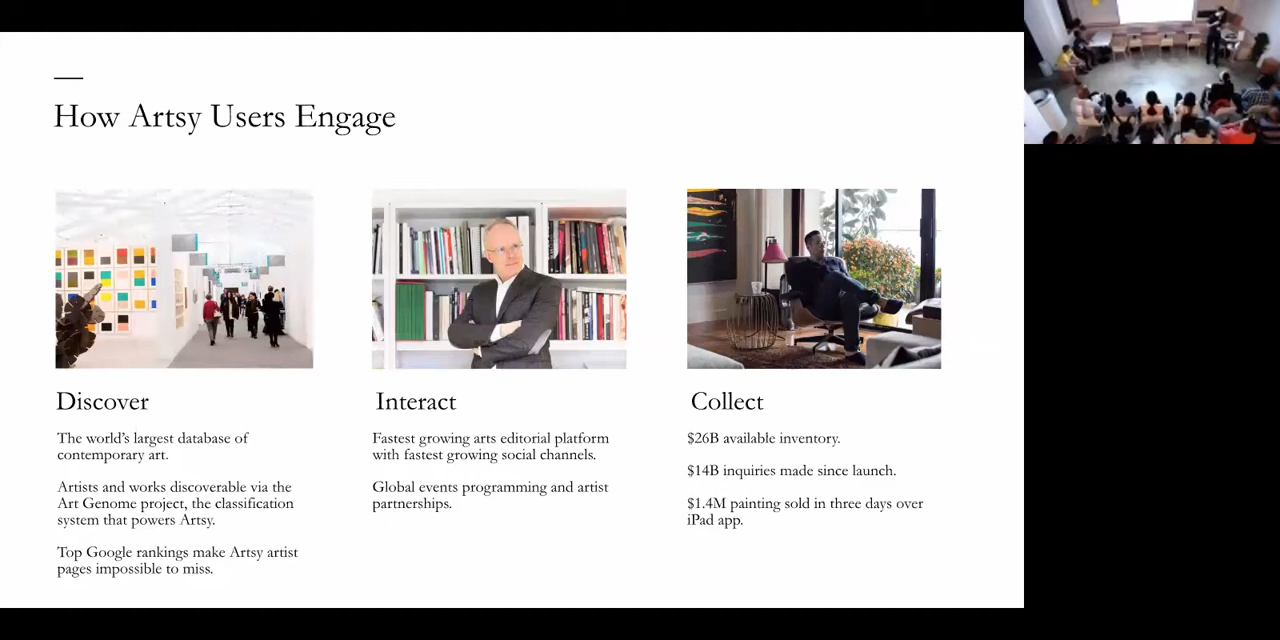 How Artsy Users Engage
Discover
The world's largest database of
contemporary art.
Artists and works discoverable via the
Art Genome project, the classification
system that powers Artsy.
Top Google rankings make Artsy artist
pages impossible to miss.
Interact
Fastest growing arts editorial platform
with fastest growing social channels.
Global events programming and artist
partnerships.
Collect
$26B available inventory.
$14B inquiries made since launch.
$1.4M painting sold in three days over
iPad app.